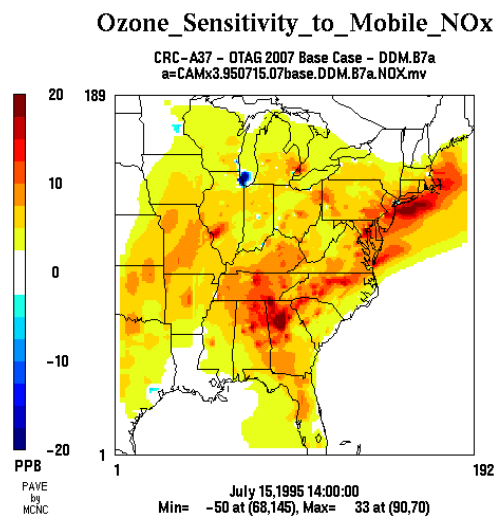 Ozone_Sensitivity_to_Mobile_NOx
CRC-A37 - OTAG 2007 Base Case - DDM.B7a
a=CAMx3.950715.07base.DDM.B7a.NOX.mv
20
189
10
0
-10
-20
1
PPB
1
192
PAVE
by
MCNC
July 15,1995 14:00:00
Min= -50 at (68,145), Max= 33 at (90,70)